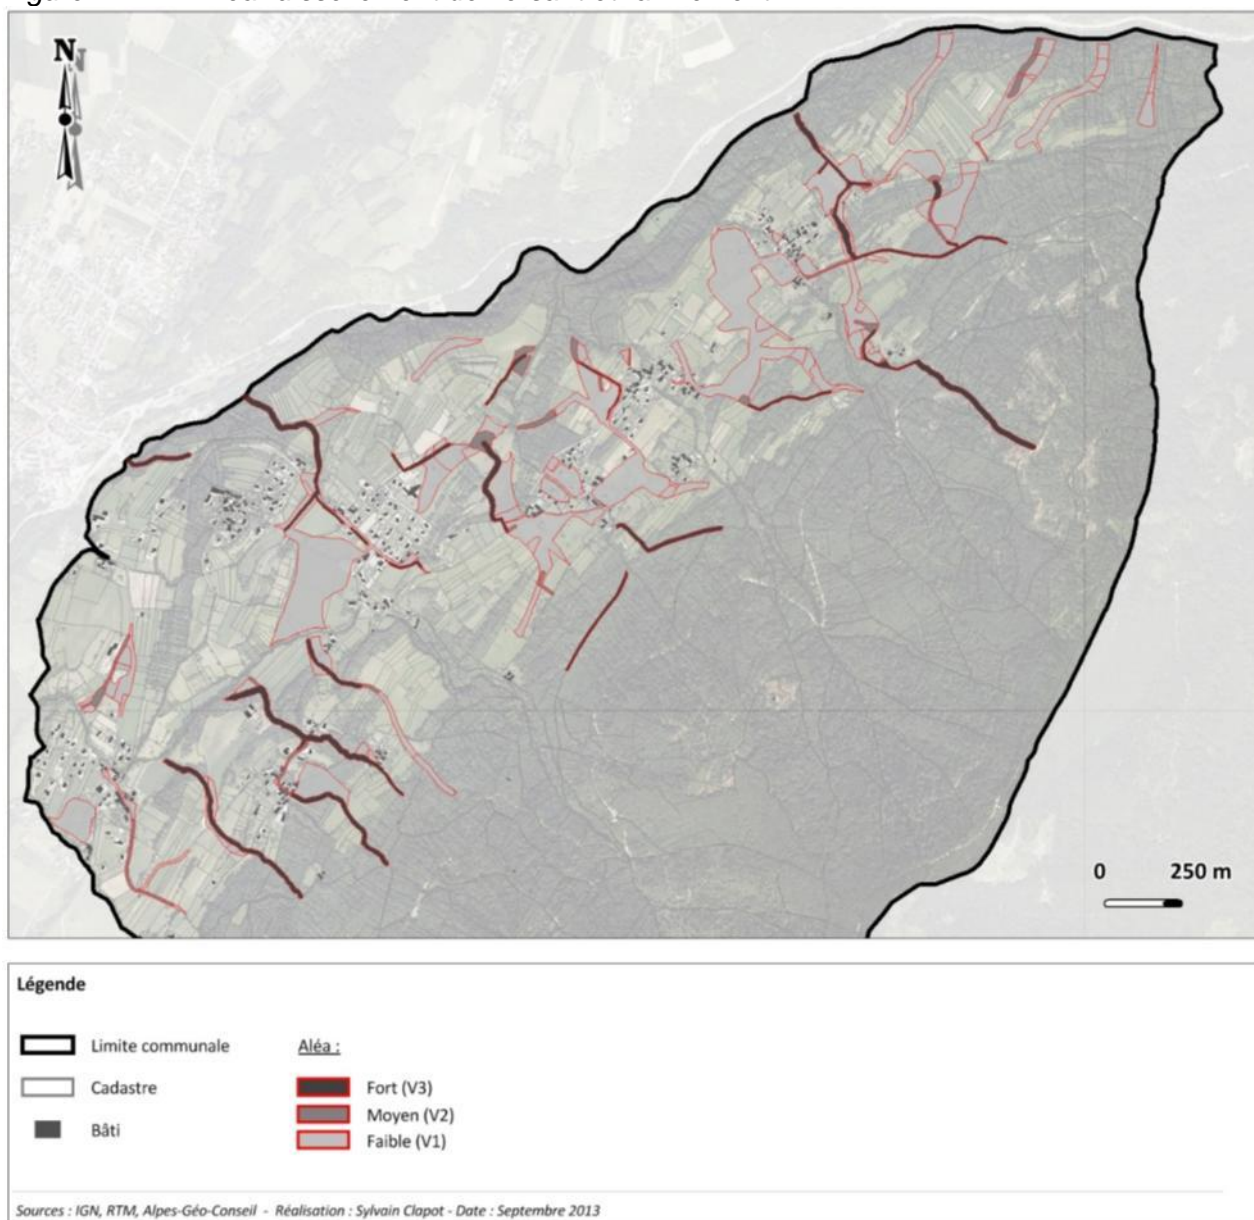 N
0 250 m
Légende
Limite communale
Cadastre
Bâti
Aléa :
Fort (V3)
Moyen (V2)
Faible (V1)
Sources : IGN, RTM, Alpes-Géo-Conseil - Réalisation : Sylvain Clapot - Date : Septembre 2013